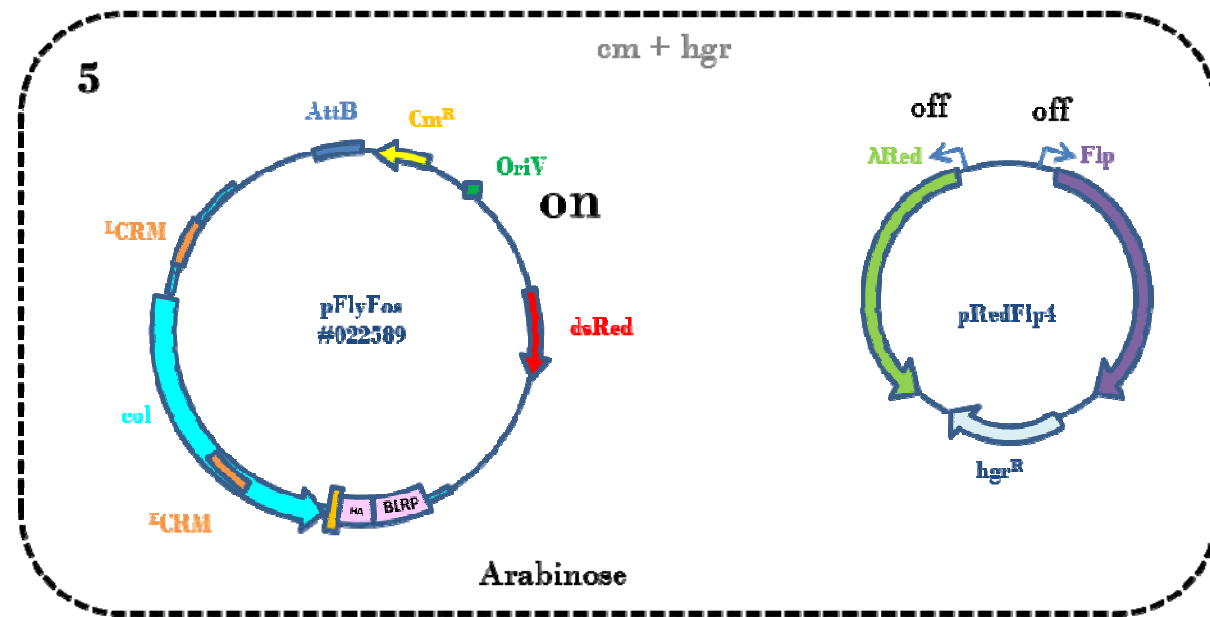 cm + hgr
5
off
off
AttB
Cmᴿ
λRed
Flp
OriV
on
ᴸCRM
pFlyFos
#022589
dsRed
pRedFlp4
col
hgrᴿ
HA
BLRP
ᴱCRM
Arabinose